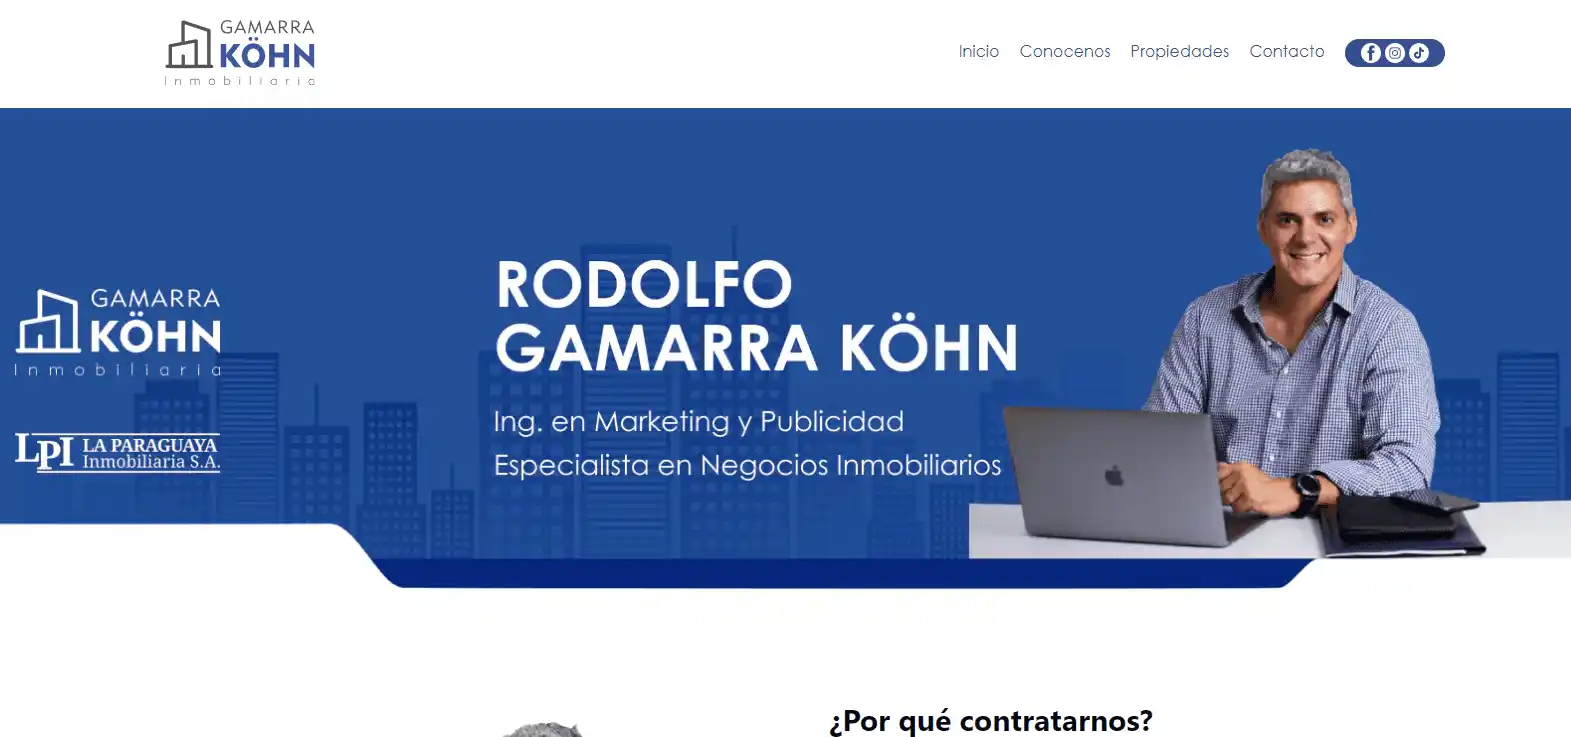 GAMARRA
KÖHN
Inmobiliaria
Inicio Conocenos Propiedades Contacto
RODOLFO
GAMARRA KÖHN
Ing. en Marketing y Publicidad
Especialista en Negocios Inmobiliarios
GAMARRA
KÖHN
Inmobiliaria
LPI LA PARAGUAYA
Inmobiliaria S.A.
¿Por qué contratarnos?